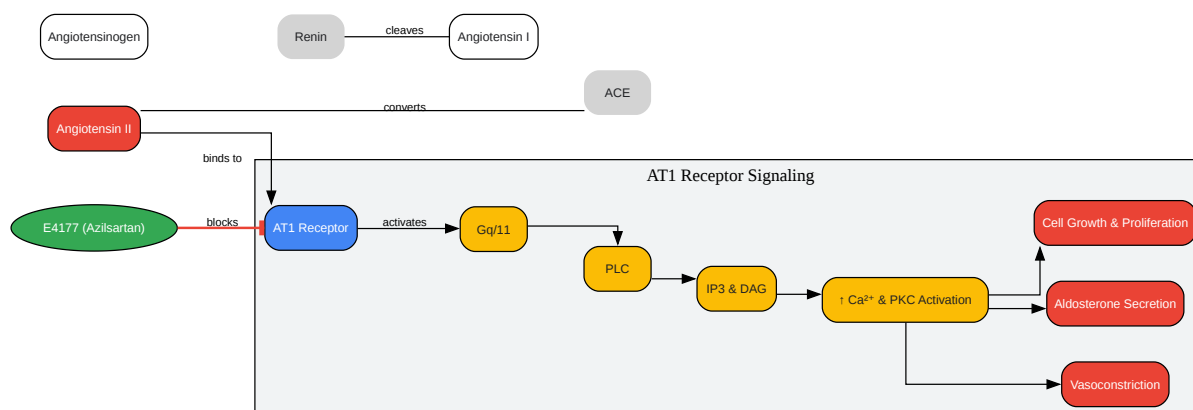 Angiotensinogen
Renin
cleaves
Angiotensin I
ACE
converts
Angiotensin II
binds to
AT1 Receptor Signaling
E4177 (Azilsartan)
blocks
AT1 Receptor
activates
Gq/11
PLC
IP3 & DAG
↑ Ca²⁺ & PKC Activation
Cell Growth & Proliferation
Aldosterone Secretion
Vasoconstriction